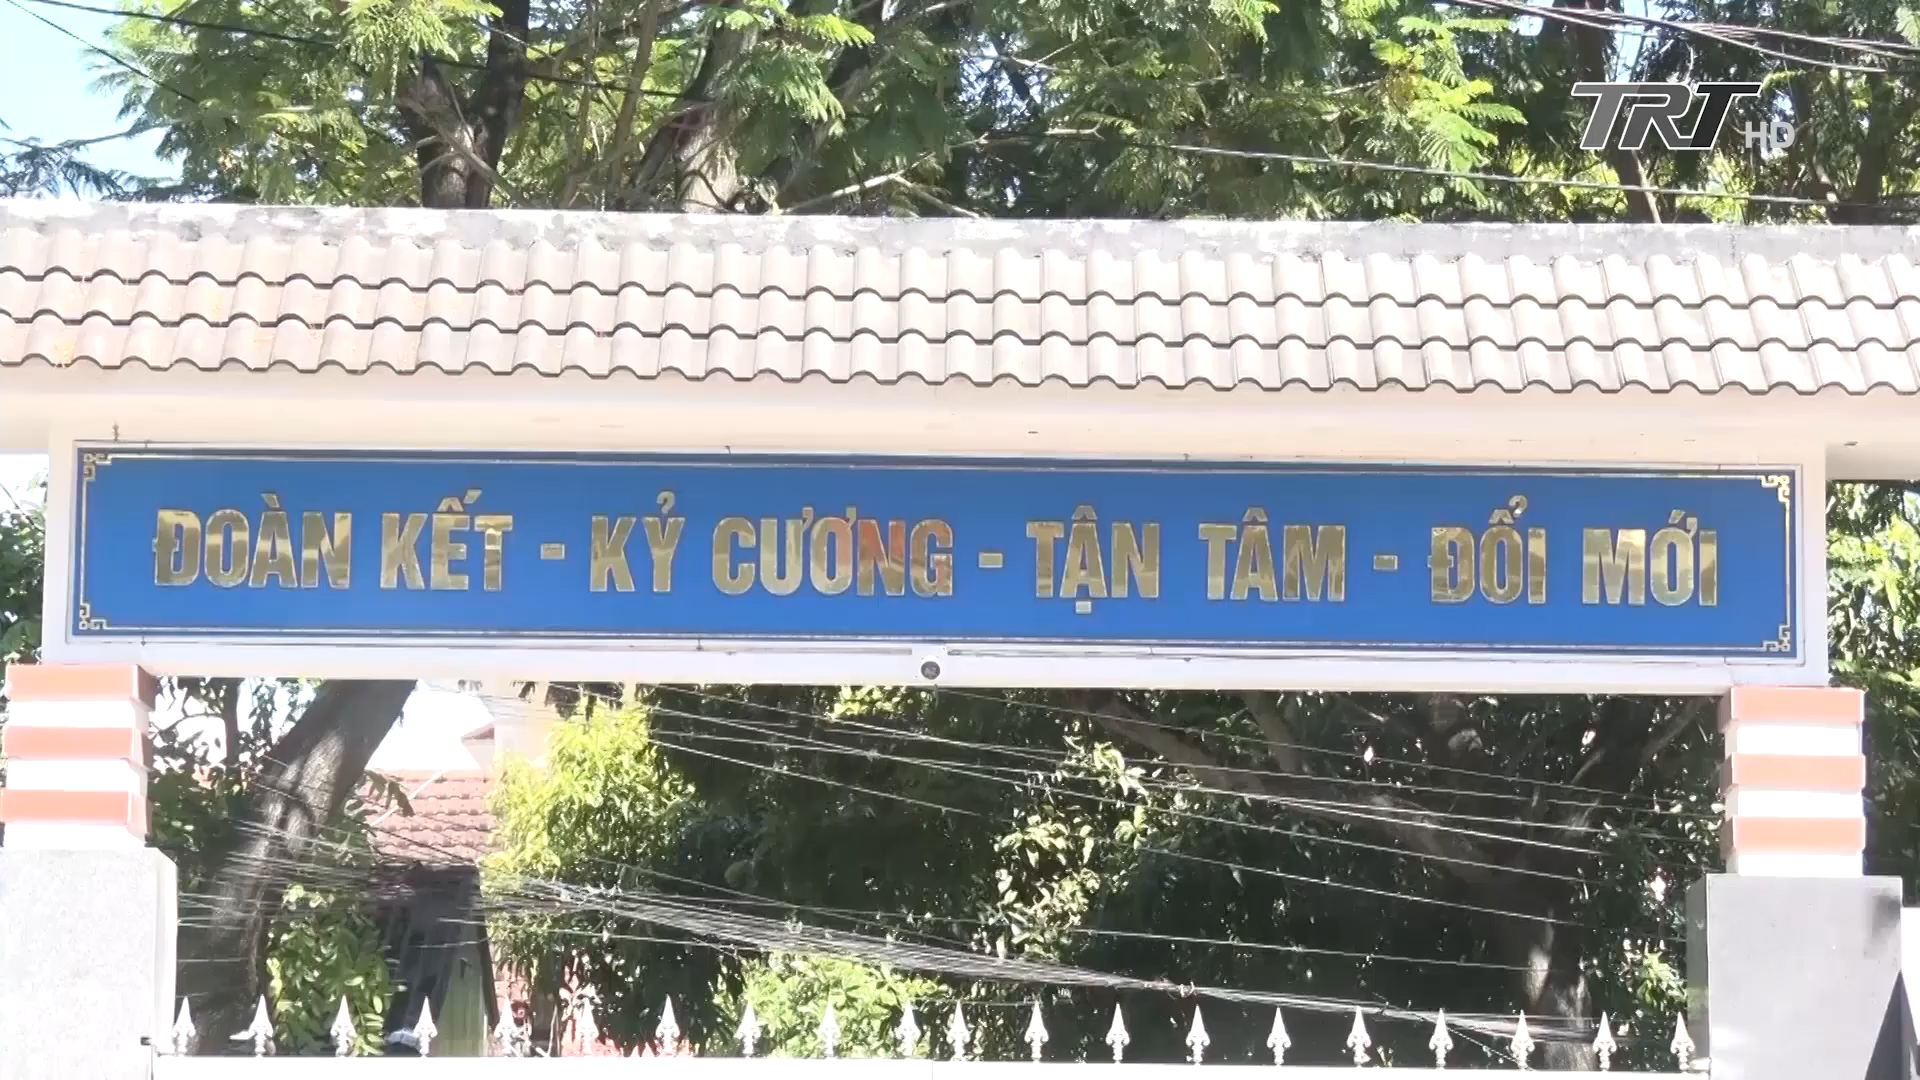 TRT HD
ĐOÀN KẾT - KỶ CƯƠNG - TẬN TÂM - ĐỔI MỚI